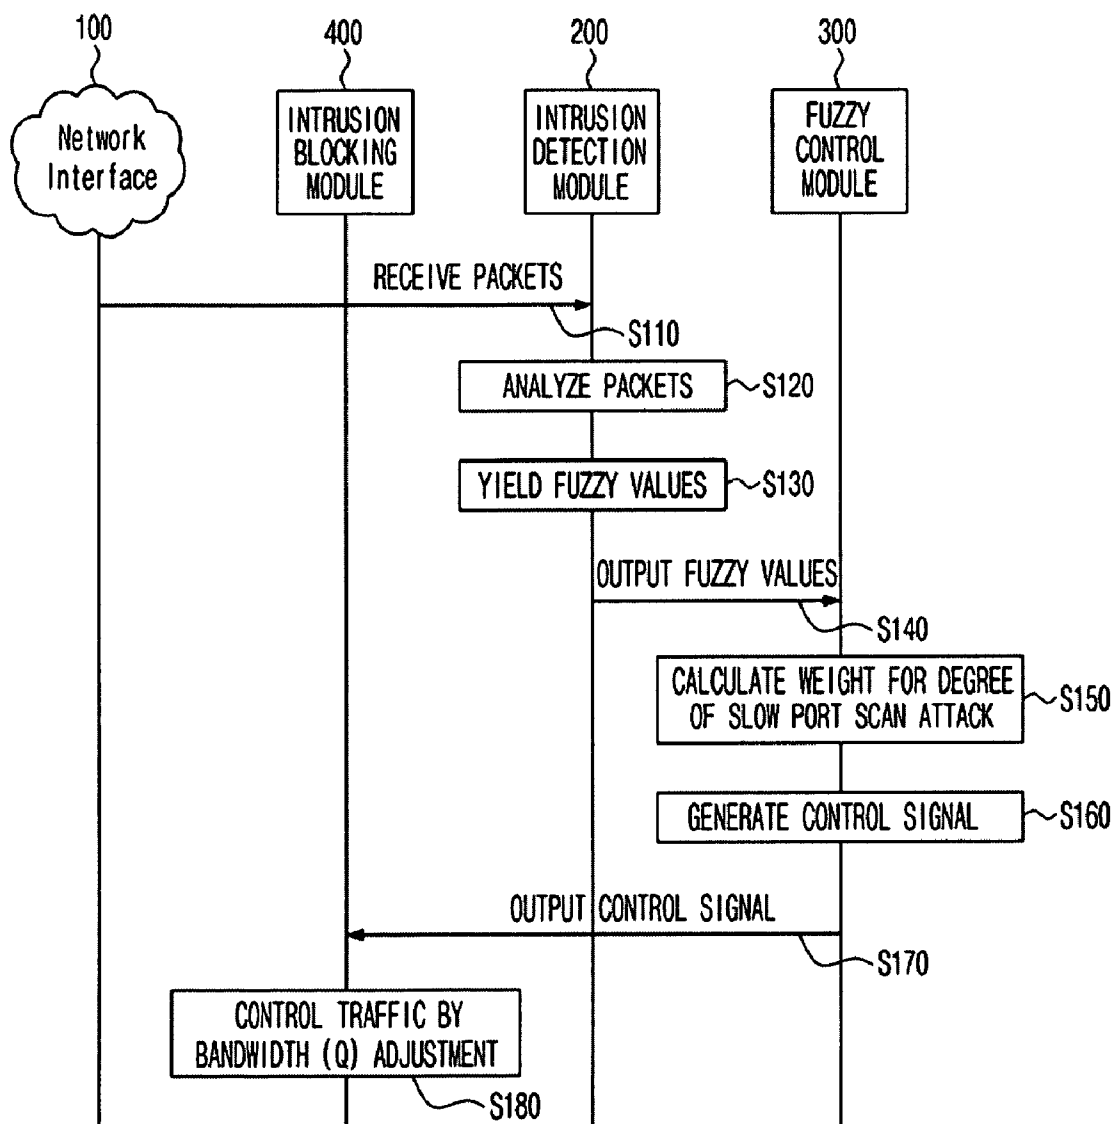 100
400
200
300
Network
Interface
INTRUSION
BLOCKING
MODULE
INTRUSION
DETECTION
MODULE
FUZZY
CONTROL
MODULE
RECEIVE PACKETS
S110
ANALYZE PACKETS
S120
YIELD FUZZY VALUES
S130
OUTPUT FUZZY VALUES
S140
CALCULATE WEIGHT FOR DEGREE
OF SLOW PORT SCAN ATTACK
S150
GENERATE CONTROL SIGNAL
S160
OUTPUT CONTROL SIGNAL
S170
CONTROL TRAFFIC BY
BANDWIDTH (Q) ADJUSTMENT
S180